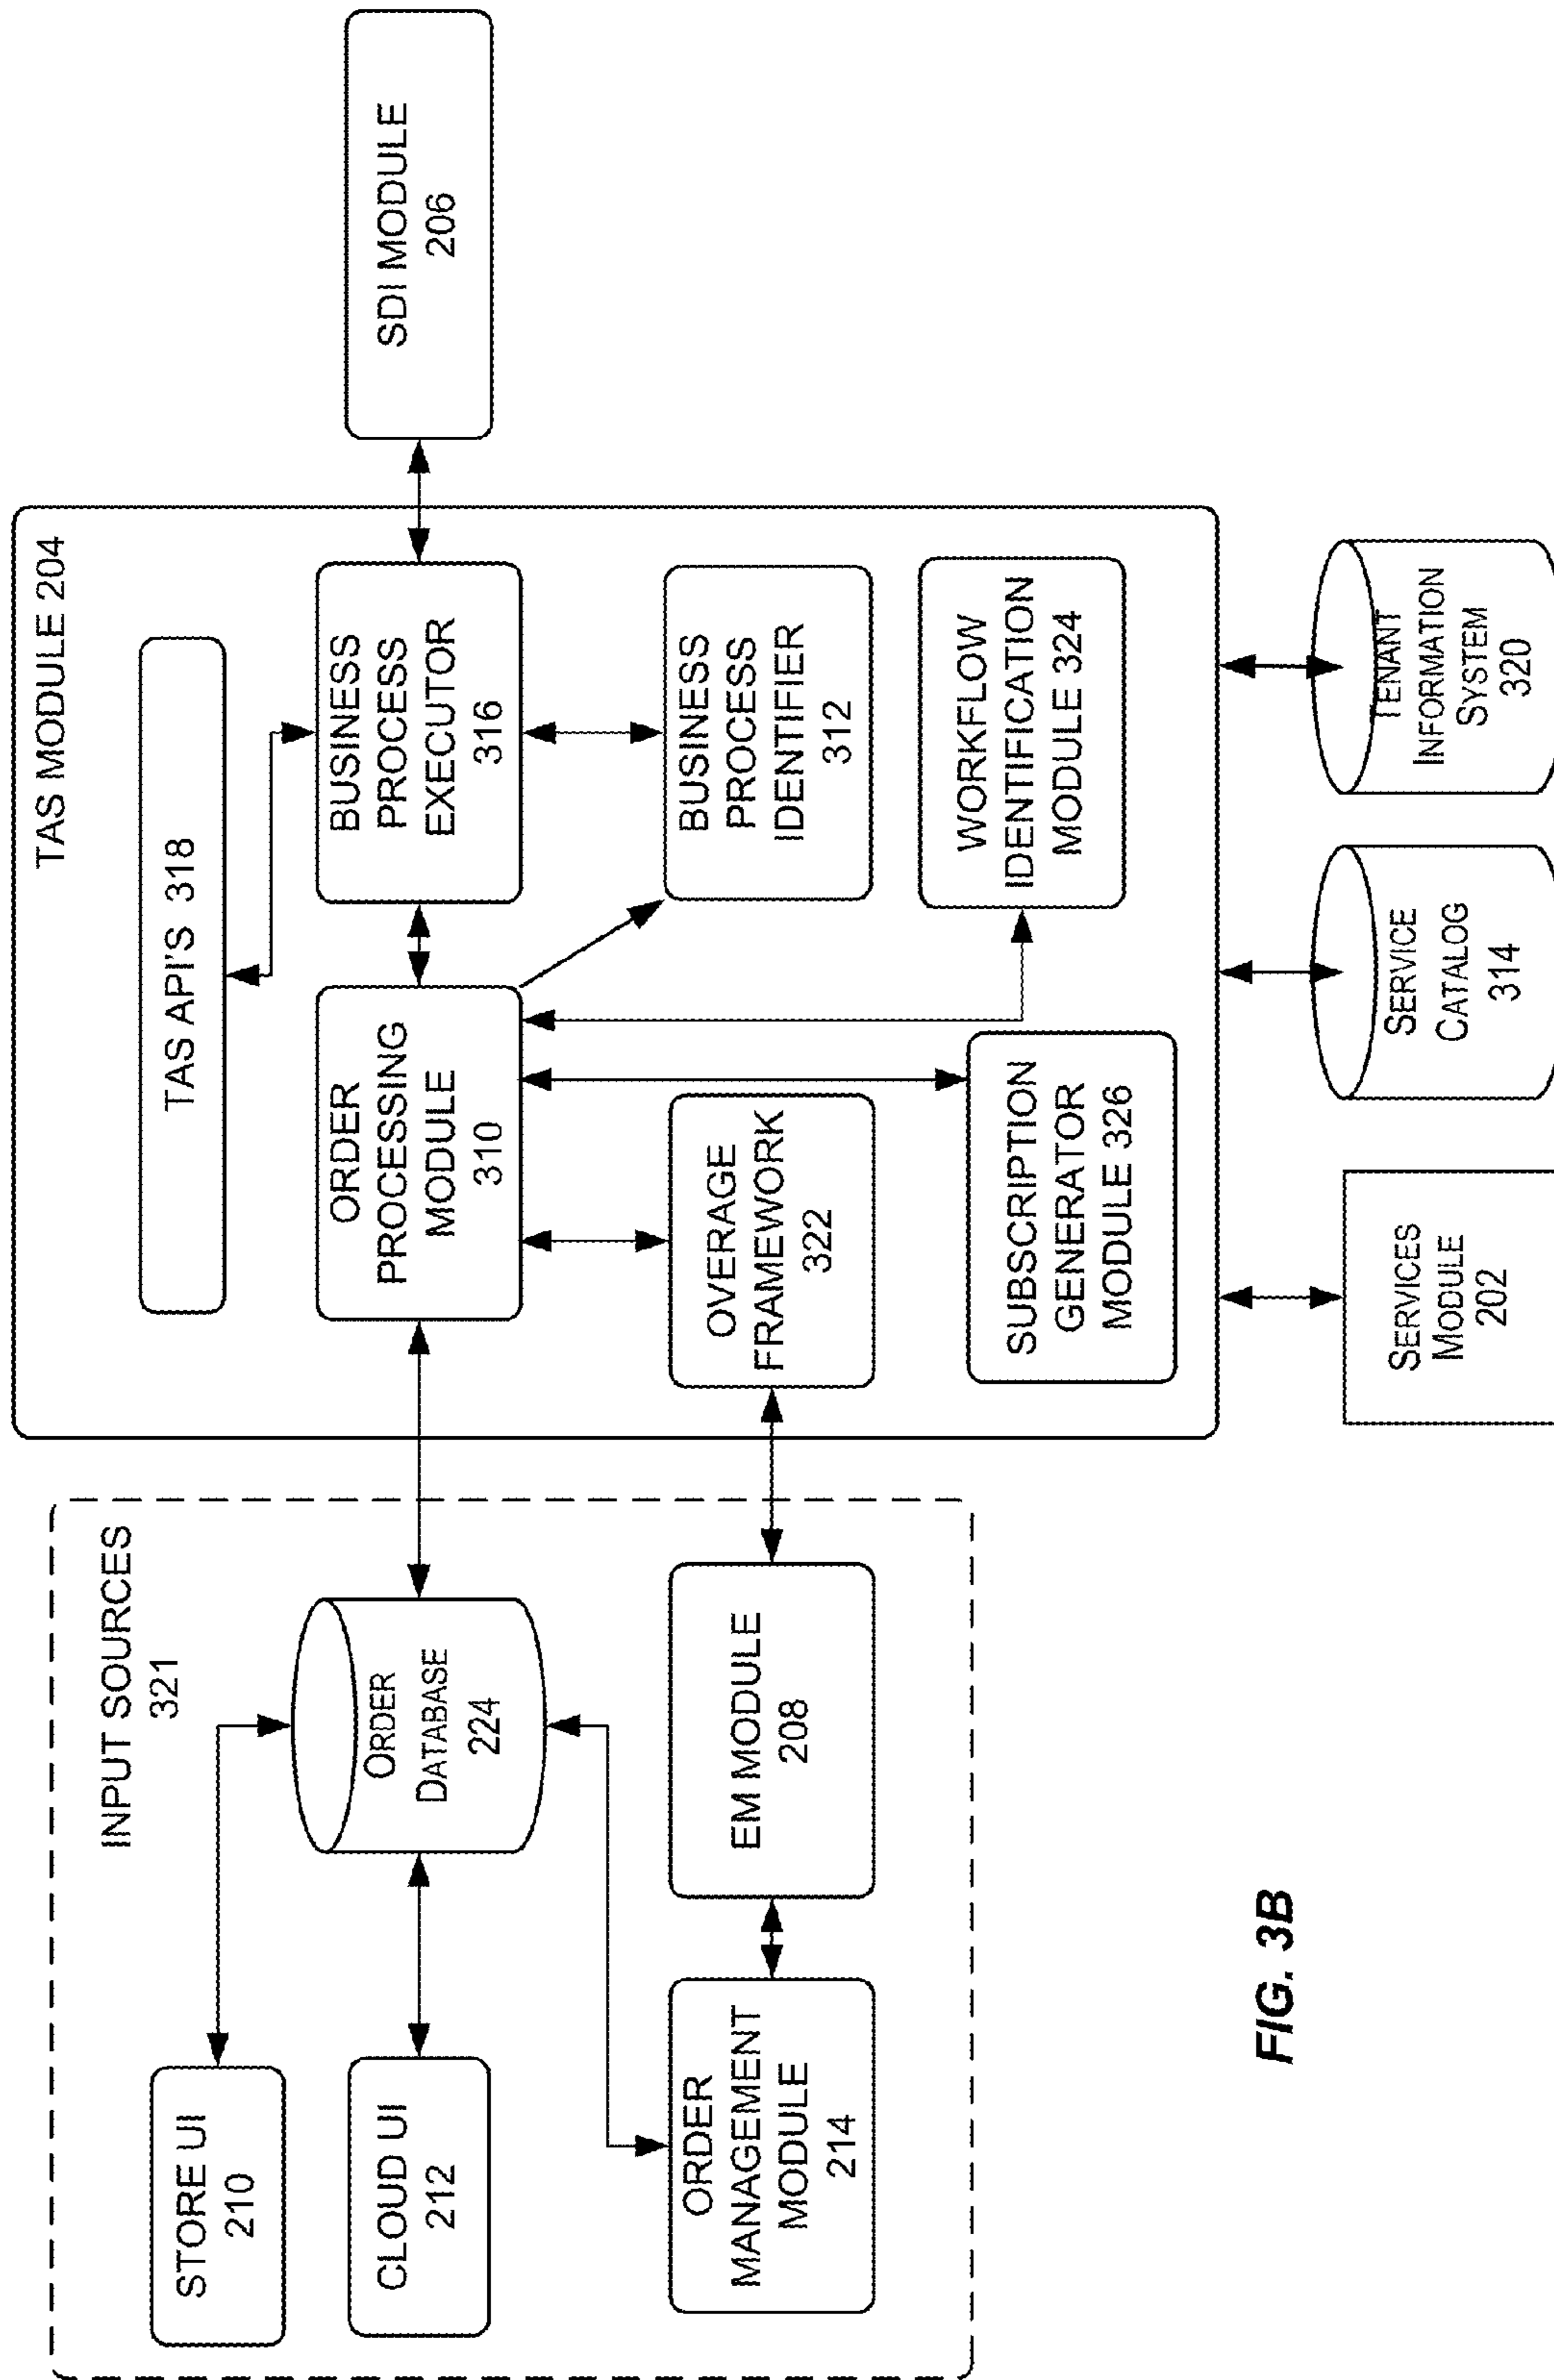 INPUT SOURCES
321
STORE UI
210
CLOUD UI
212
ORDER
MANAGEMENT
MODULE
214
ORDER
DATABASE
224
EM MODULE
208
TAS MODULE 204
TAS API'S 318
ORDER
PROCESSING
MODULE
310
BUSINESS
PROCESS
EXECUTOR
316
OVERAGE
FRAMEWORK
322
BUSINESS
PROCESS
IDENTIFIER
312
SUBSCRIPTION
GENERATOR
MODULE 326
WORKFLOW
IDENTIFICATION
MODULE 324
SDI MODULE
206
SERVICES
MODULE
202
SERVICE
CATALOG
314
TENANT
INFORMATION
SYSTEM
320
FIG. 3B